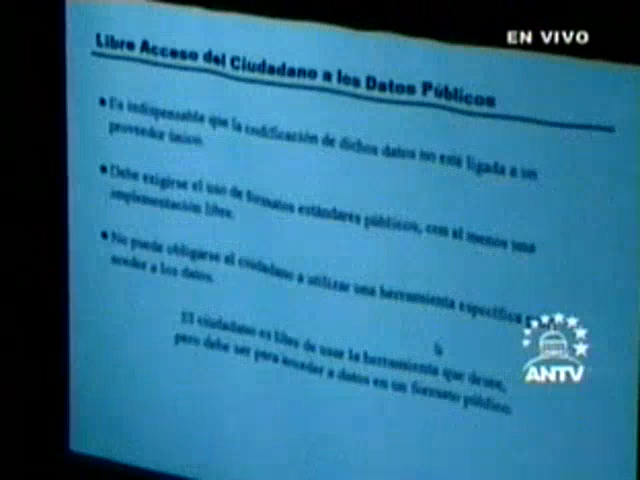 EN VIVO
Libre Acceso del Ciudadano a los Datos Públicos
Es indispensable que la codificación de dichos datos no esté ligada a un
proveedor único.
Debe exigirse el uso de formatos estándares públicos, con al menos una
implementación libre.
No puede obligarse al ciudadano a utilizar una herramienta específica
acceder a los datos.
El ciudadano es libre de usar la herramienta que desee,
pero debe ser para acceder a datos en un formato público.
ANTV